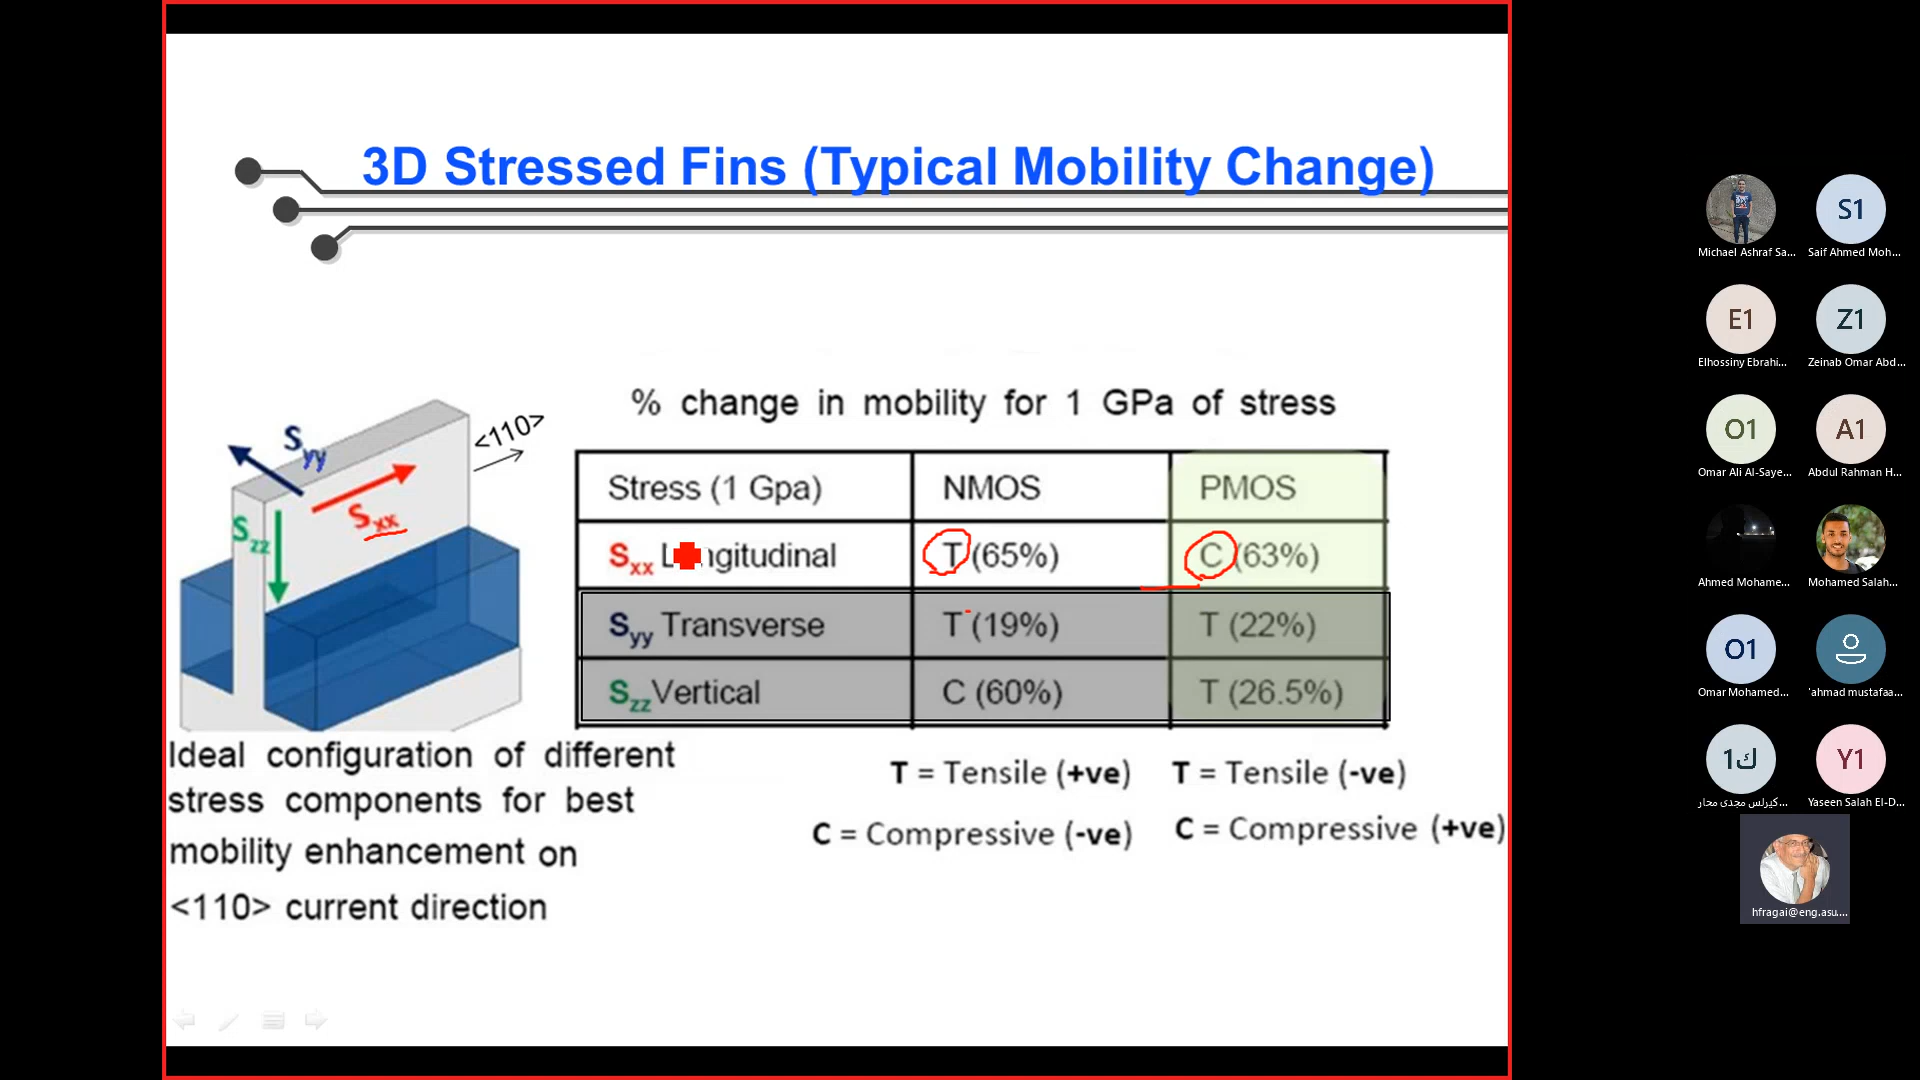 3D Stressed Fins (Typical Mobility Change)
% change in mobility for 1 GPa of stress
<110>
Syy
Sxx
Szz
Stress (1 Gpa) NMOS PMOS
Sxx Longitudinal T (65%) C (63%)
Syy Transverse T (19%) T (22%)
Szz Vertical C (60%) T (26.5%)
T = Tensile (+ve) T = Tensile (-ve)
C = Compressive (-ve) C = Compressive (+ve)
Ideal configuration of different
stress components for best
mobility enhancement on
<110> current direction
S1
Michael Ashraf Sa... Saif Ahmed Moh...
E1 Z1
Elhossiny Ebrahi... Zeinab Omar Abd...
O1 A1
Omar Ali Al-Saye... Abdul Rahman H...
Ahmed Mohame... Mohamed Salah...
O1
Omar Mohamed... 'ahmad mustafaa...
ك1 Y1
كيرلس مجدى محار... Yaseen Salah El-D...
hfragai@eng.asu....